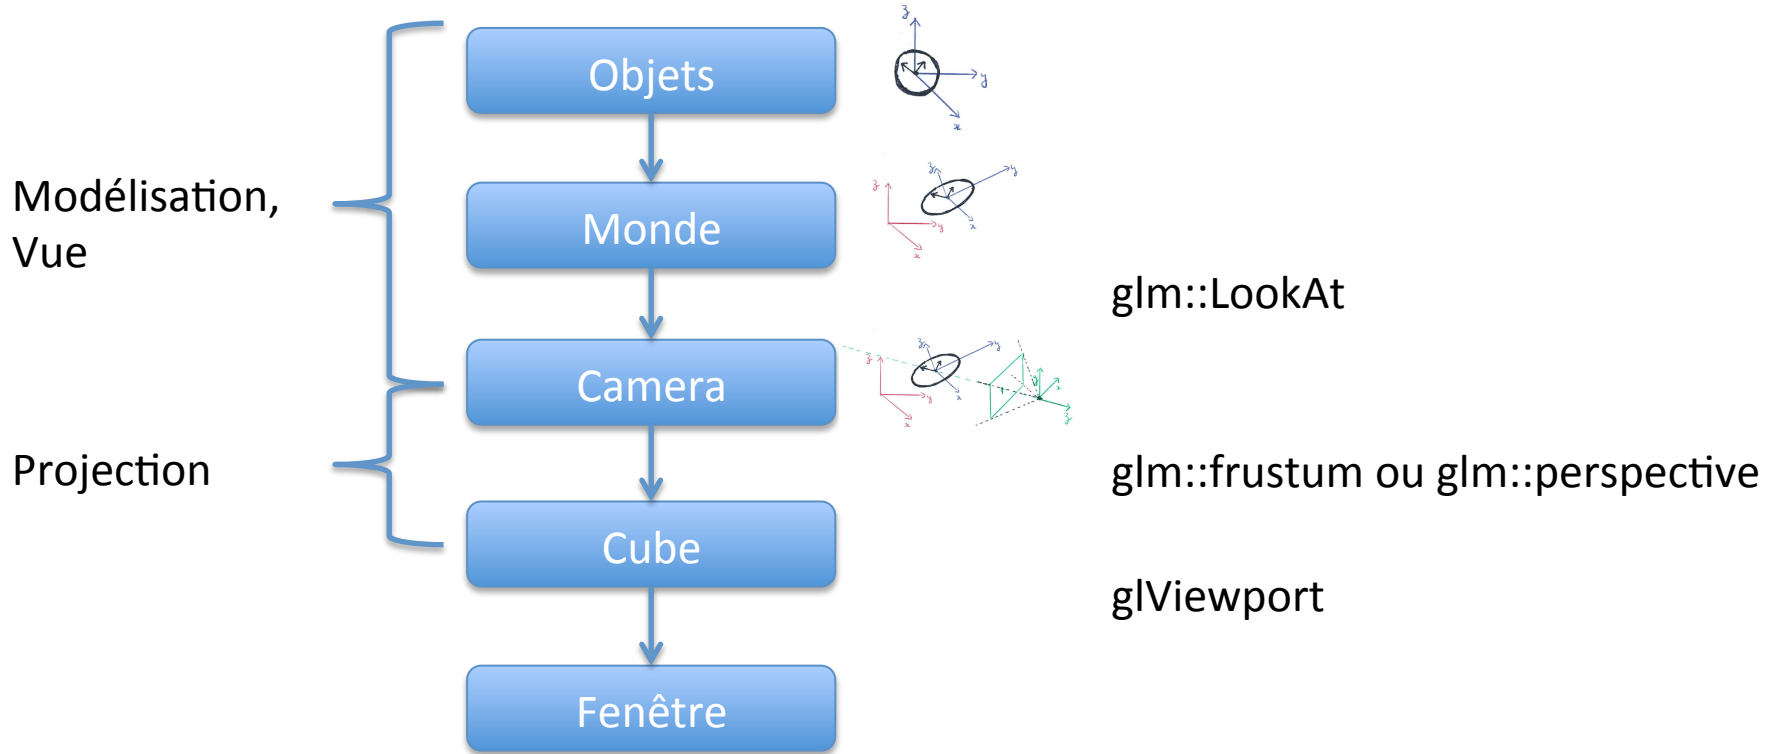 Objets
z
y
x
Modélisation,
Vue
Monde
z
y
x
z
y
x
glm::LookAt
Camera
z
y
x
z
y
x
y
x
z
Projection
glm::frustum ou glm::perspective
Cube
glViewport
Fenêtre